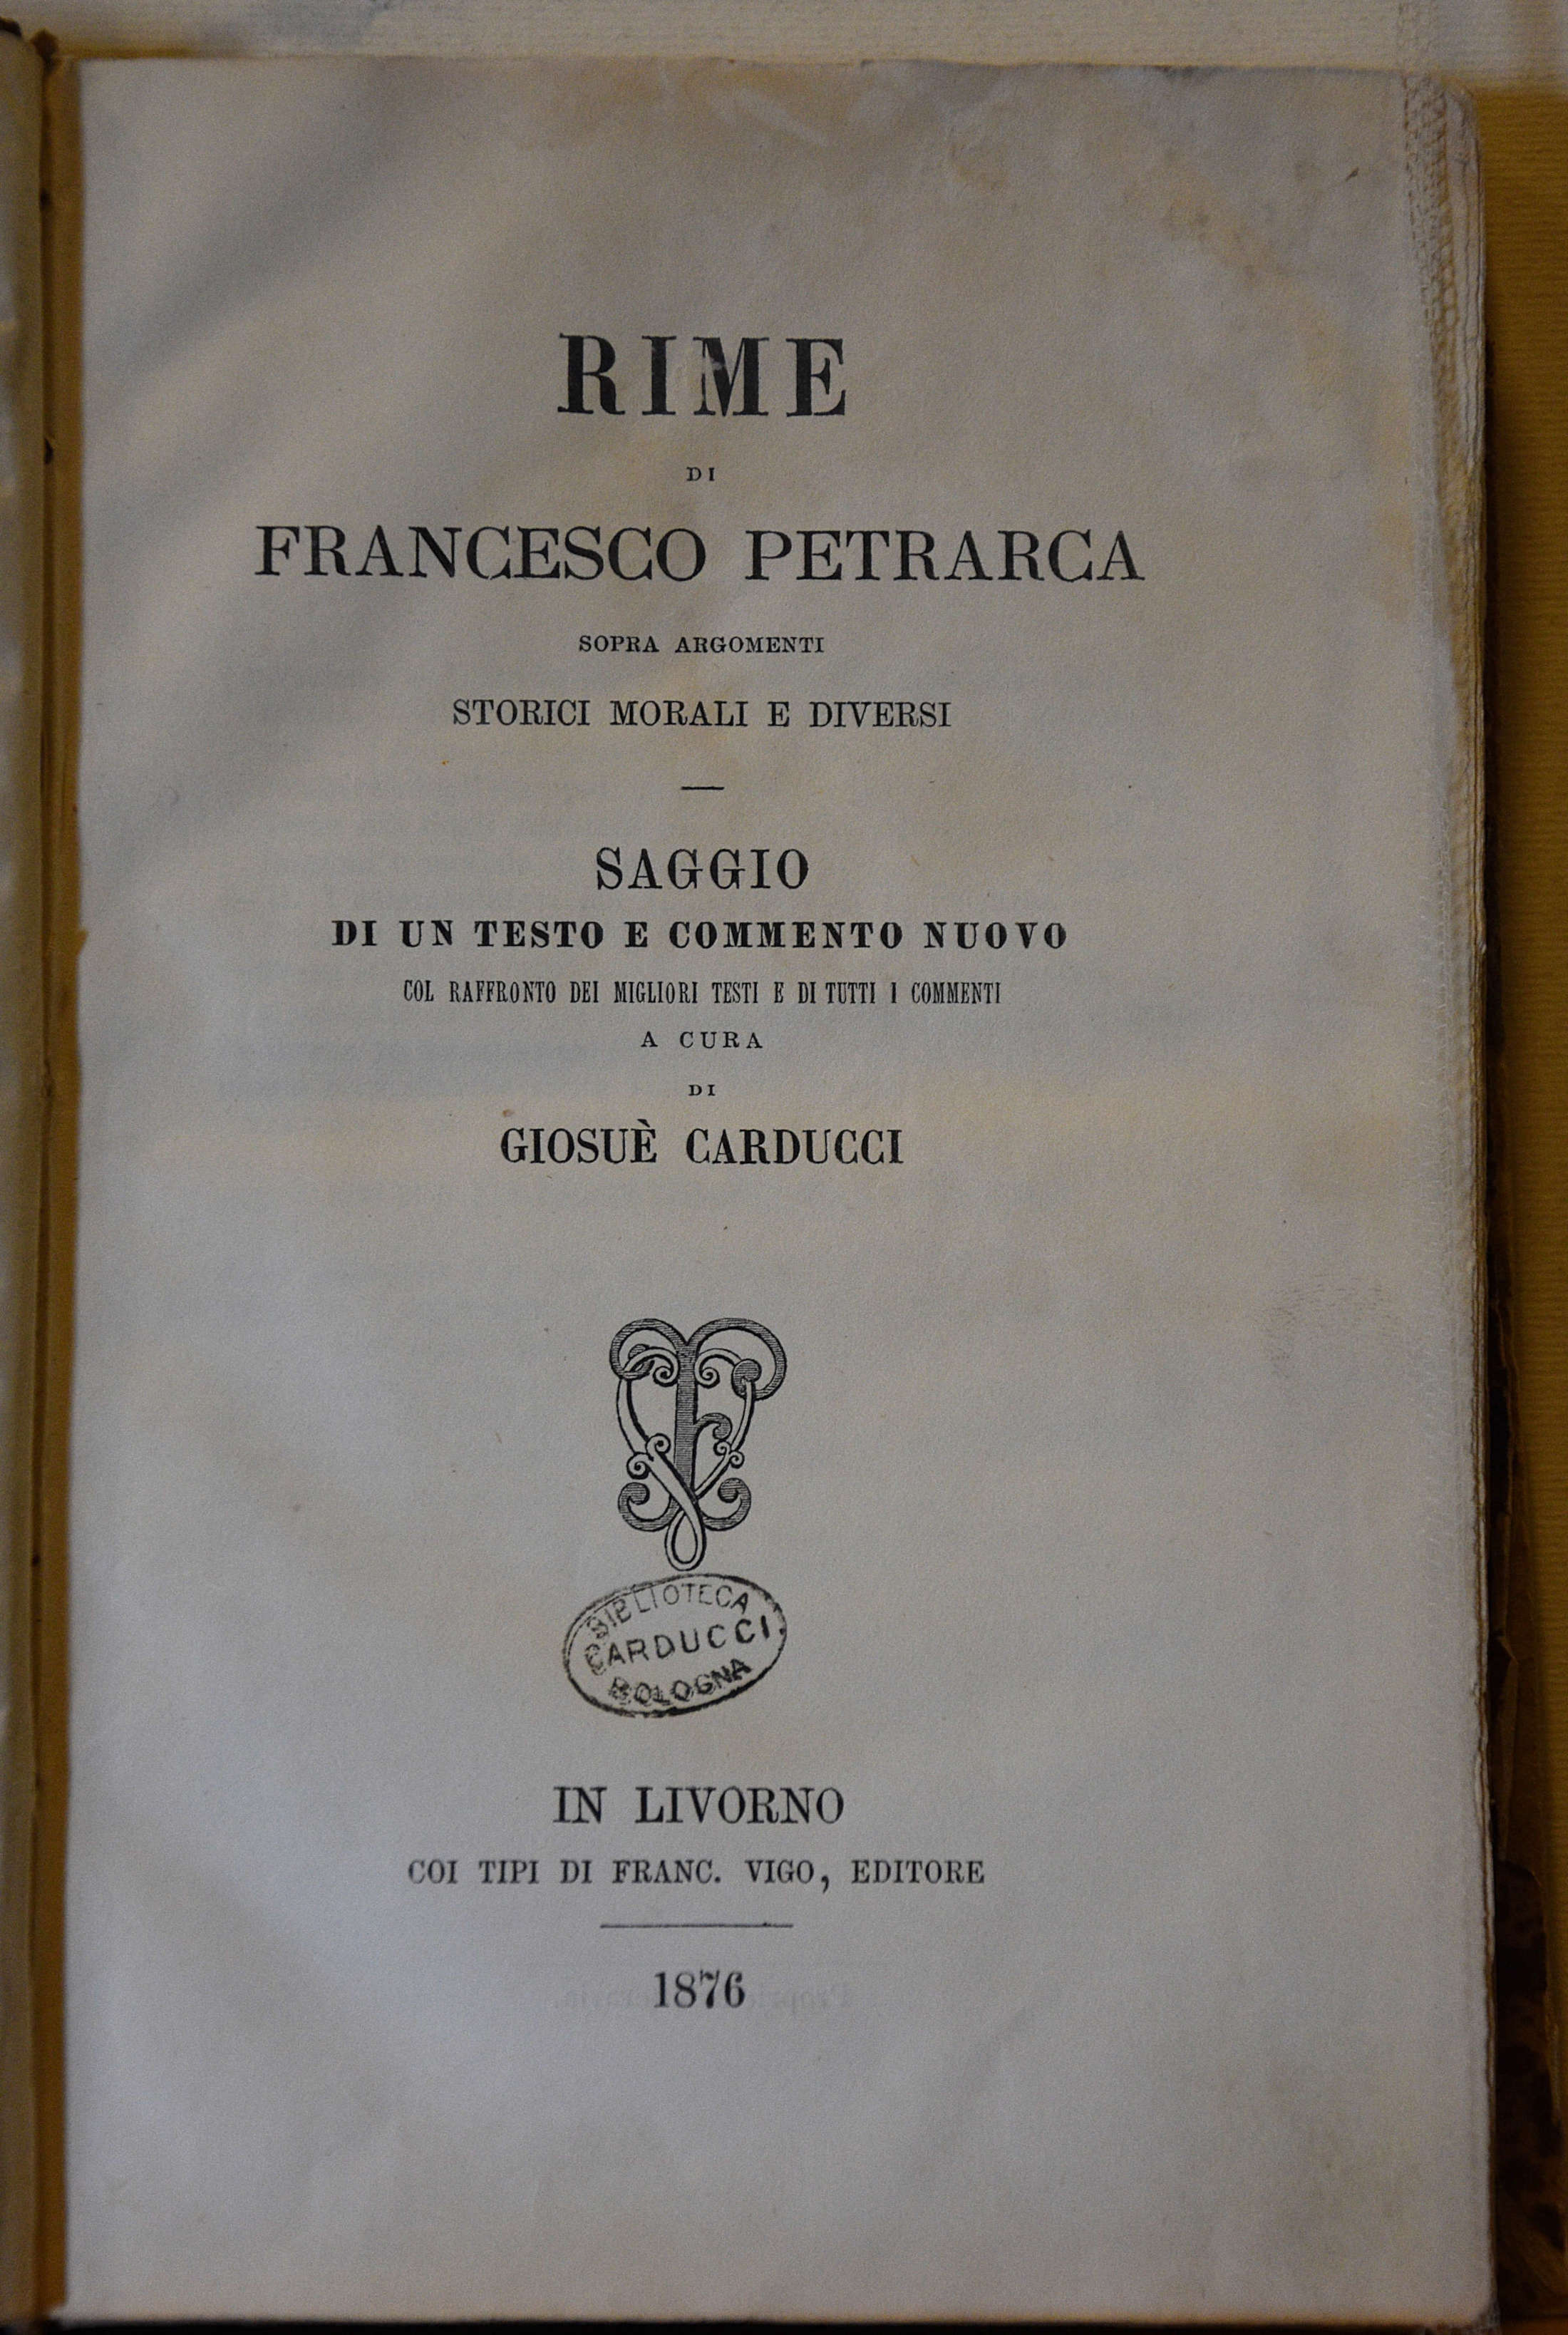 RIME
DI
FRANCESCO PETRARCA
SOPRA ARGOMENTI
STORICI MORALI E DIVERSI
SAGGIO
DI UN TESTO E COMMENTO NUOVO
COL RAFFRONTO DEI MIGLIORI TESTI E DI TUTTI I COMMENTI
A CURA
DI
GIOSUÈ CARDUCCI
BIBLIOTECA
CARDUCCI
BOLOGNA
IN LIVORNO
COI TIPI DI FRANC. VIGO, EDITORE
1876